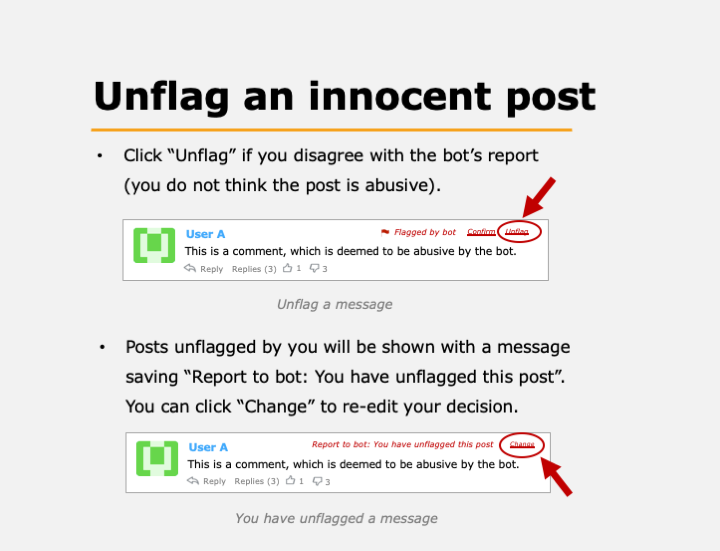 Unflag an innocent post
• Click “Unflag” if you disagree with the bot’s report
(you do not think the post is abusive).
User A Flagged by bot Confirm Unflag
This is a comment, which is deemed to be abusive by the bot.
Reply Replies (3) 1 3
Unflag a message
• Posts unflagged by you will be shown with a message
saving “Report to bot: You have unflagged this post”.
You can click “Change” to re-edit your decision.
User A Report to bot: You have unflagged this post Change
This is a comment, which is deemed to be abusive by the bot.
Reply Replies (3) 1 3
You have unflagged a message